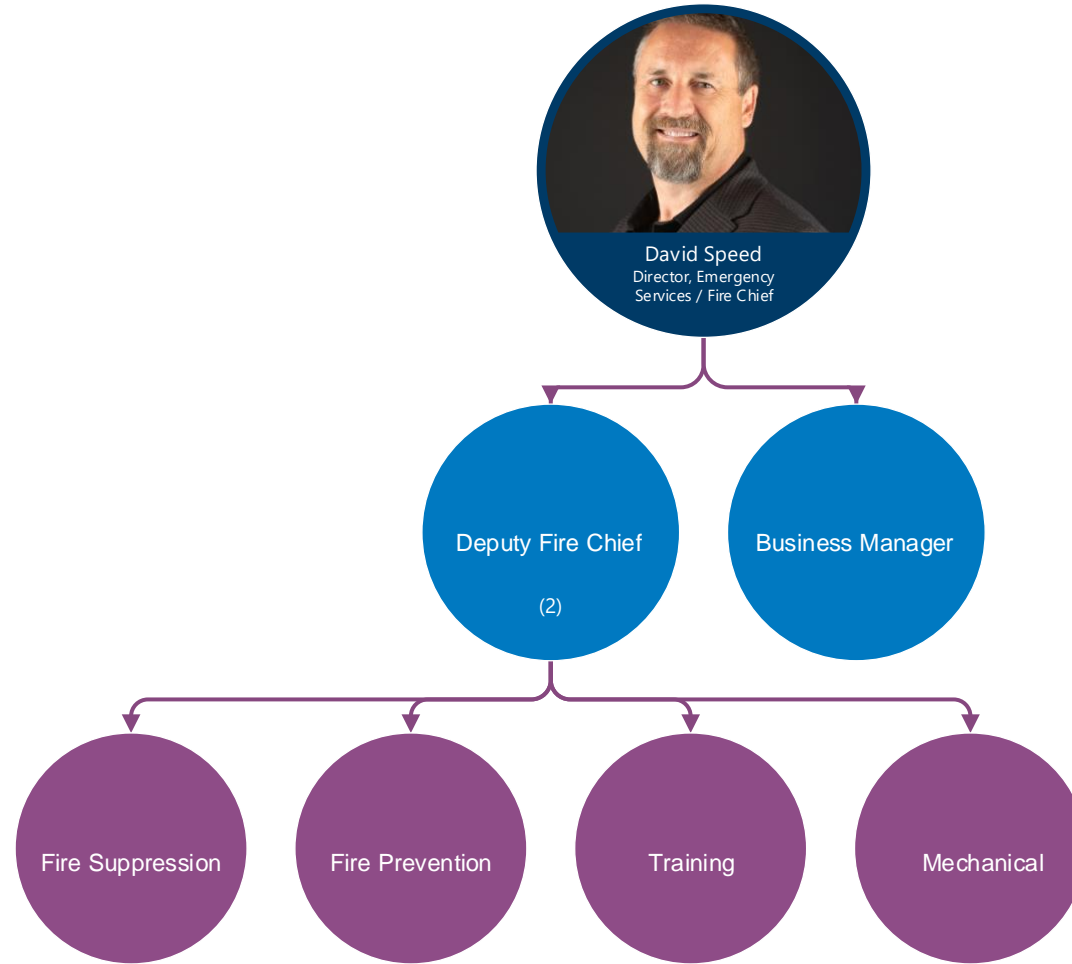 David Speed
Director, Emergency
Services / Fire Chief
Deputy Fire Chief
(2)
Business Manager
Fire Suppression
Fire Prevention
Training
Mechanical